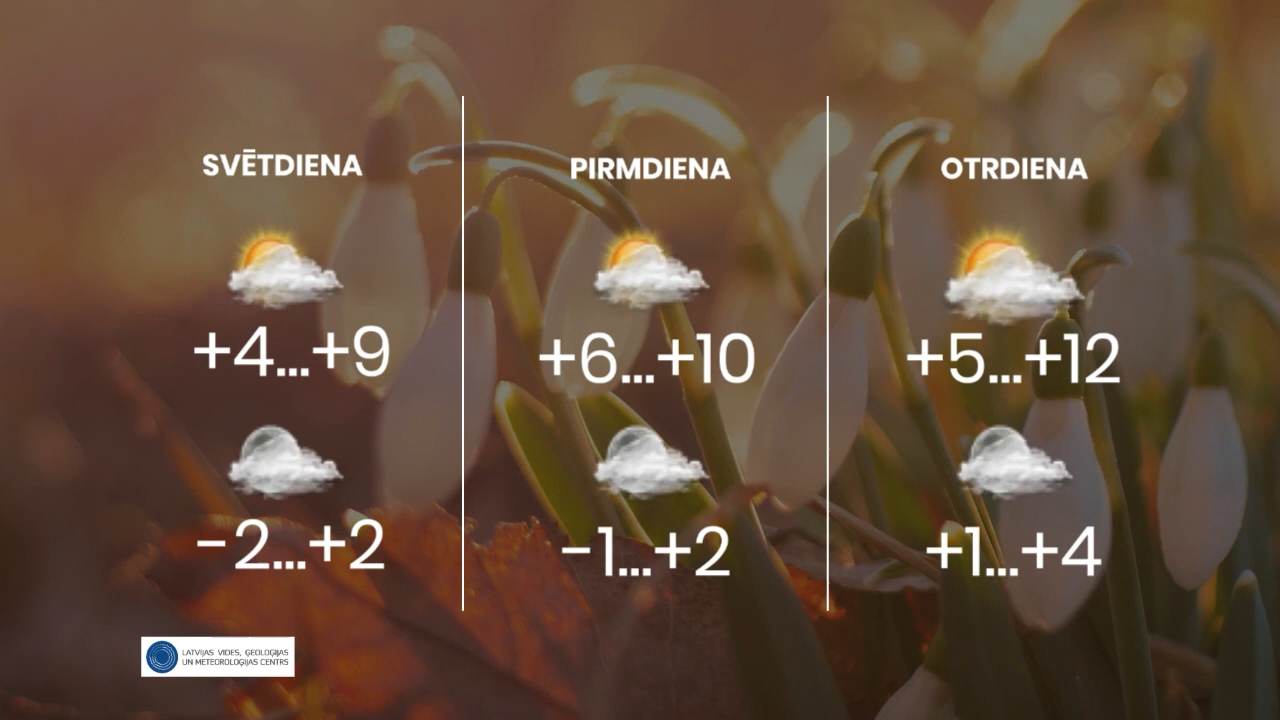 SVĒTDIENA
+4...+9
-2...+2
PIRMDIENA
+6...+10
-1...+2
OTRDIENA
+5...+12
+1...+4
LATVIJAS VIDES, ĢEOLOĢIJAS
UN METEOROLOĢIJAS CENTRS